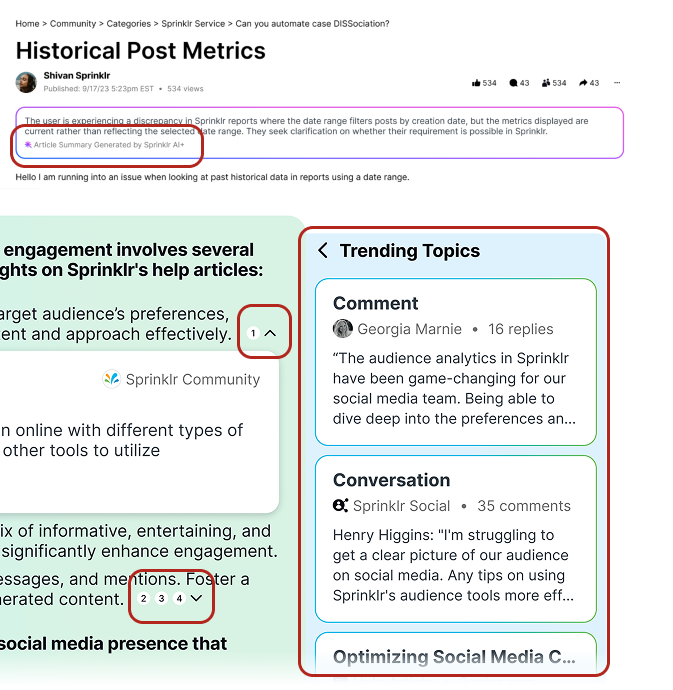 Home > Community > Categories > Sprinklr Service > Can you automate case DISSociation?
Historical Post Metrics
Shivan Sprinklr
Published: 9/17/23 5:23pm EST • 534 views
534 43 534 43 ...
The user is experiencing a discrepancy in Sprinklr reports where the date range filters posts by creation date, but the metrics displayed are
current rather than reflecting the selected date range. They seek clarification on whether their requirement is possible in Sprinklr.
Article Summary Generated by Sprinklr AI+
Hello I am running into an issue when looking at past historical data in reports using a date range.
engagement involves several
ghts on Sprinklr's help articles:
arget audience's preferences,
ent and approach effectively. 1
Sprinklr Community
n online with different types of
other tools to utilize
ix of informative, entertaining, and
significantly enhance engagement.
essages, and mentions. Foster a
nerated content. 2 3 4
social media presence that
Trending Topics
Comment
Georgia Marnie • 16 replies
“The audience analytics in Sprinklr
have been game-changing for our
social media team. Being able to
dive deep into the preferences an...
Conversation
Sprinklr Social • 35 comments
Henry Higgins: "I'm struggling to
get a clear picture of our audience
on social media. Any tips on using
Sprinklr's audience tools more eff...
Optimizing Social Media C...